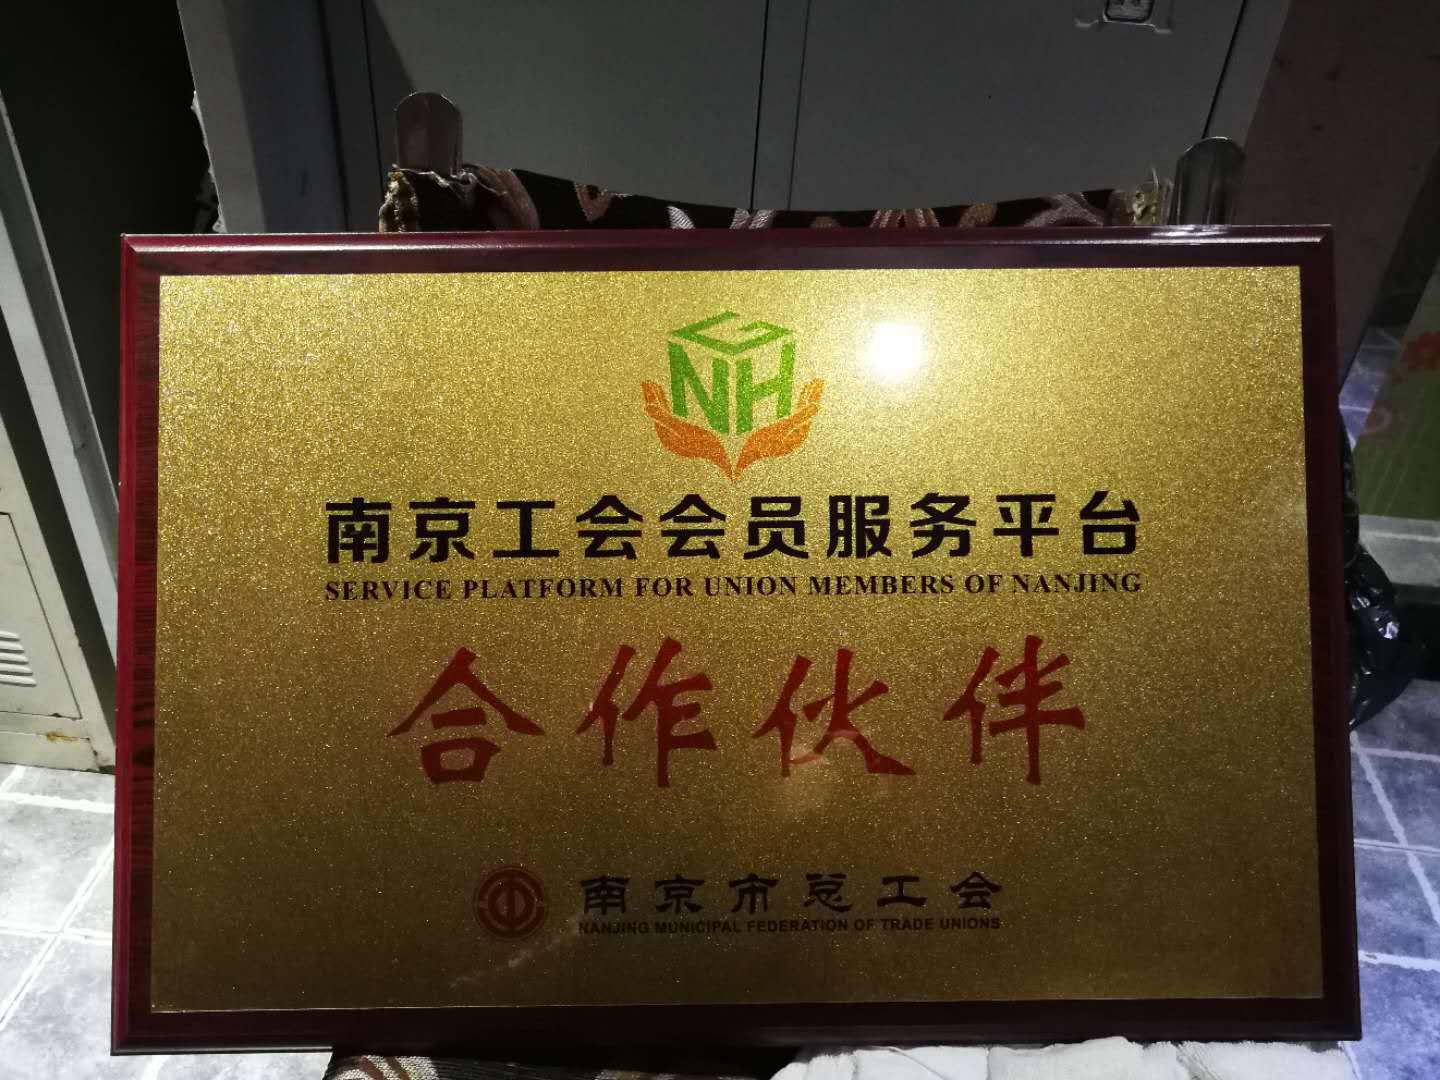 GNH
南京工会会员服务平台
SERVICE PLATFORM FOR UNION MEMBERS OF NANJING
合作伙伴
南京市总工会
NANJING MUNICIPAL FEDERATION OF TRADE UNIONS